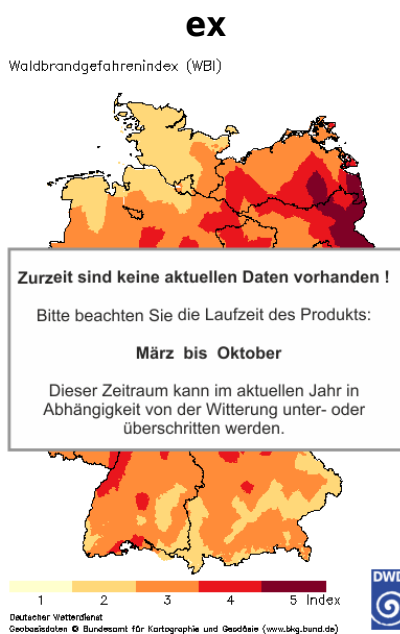 ex
Waldbrandgefahrenindex (WBI)
Zurzeit sind keine aktuellen Daten vorhanden !
Bitte beachten Sie die Laufzeit des Produkts:
März bis Oktober
Dieser Zeitraum kann im aktuellen Jahr in
Abhängigkeit von der Witterung unter- oder
überschritten werden.
DWD
1 2 3 4 5 Index
Deutscher Wetterdienst
Geobasisdaten © Bundesamt für Kartographie und Geodäsie (www.bkg.bund.de)